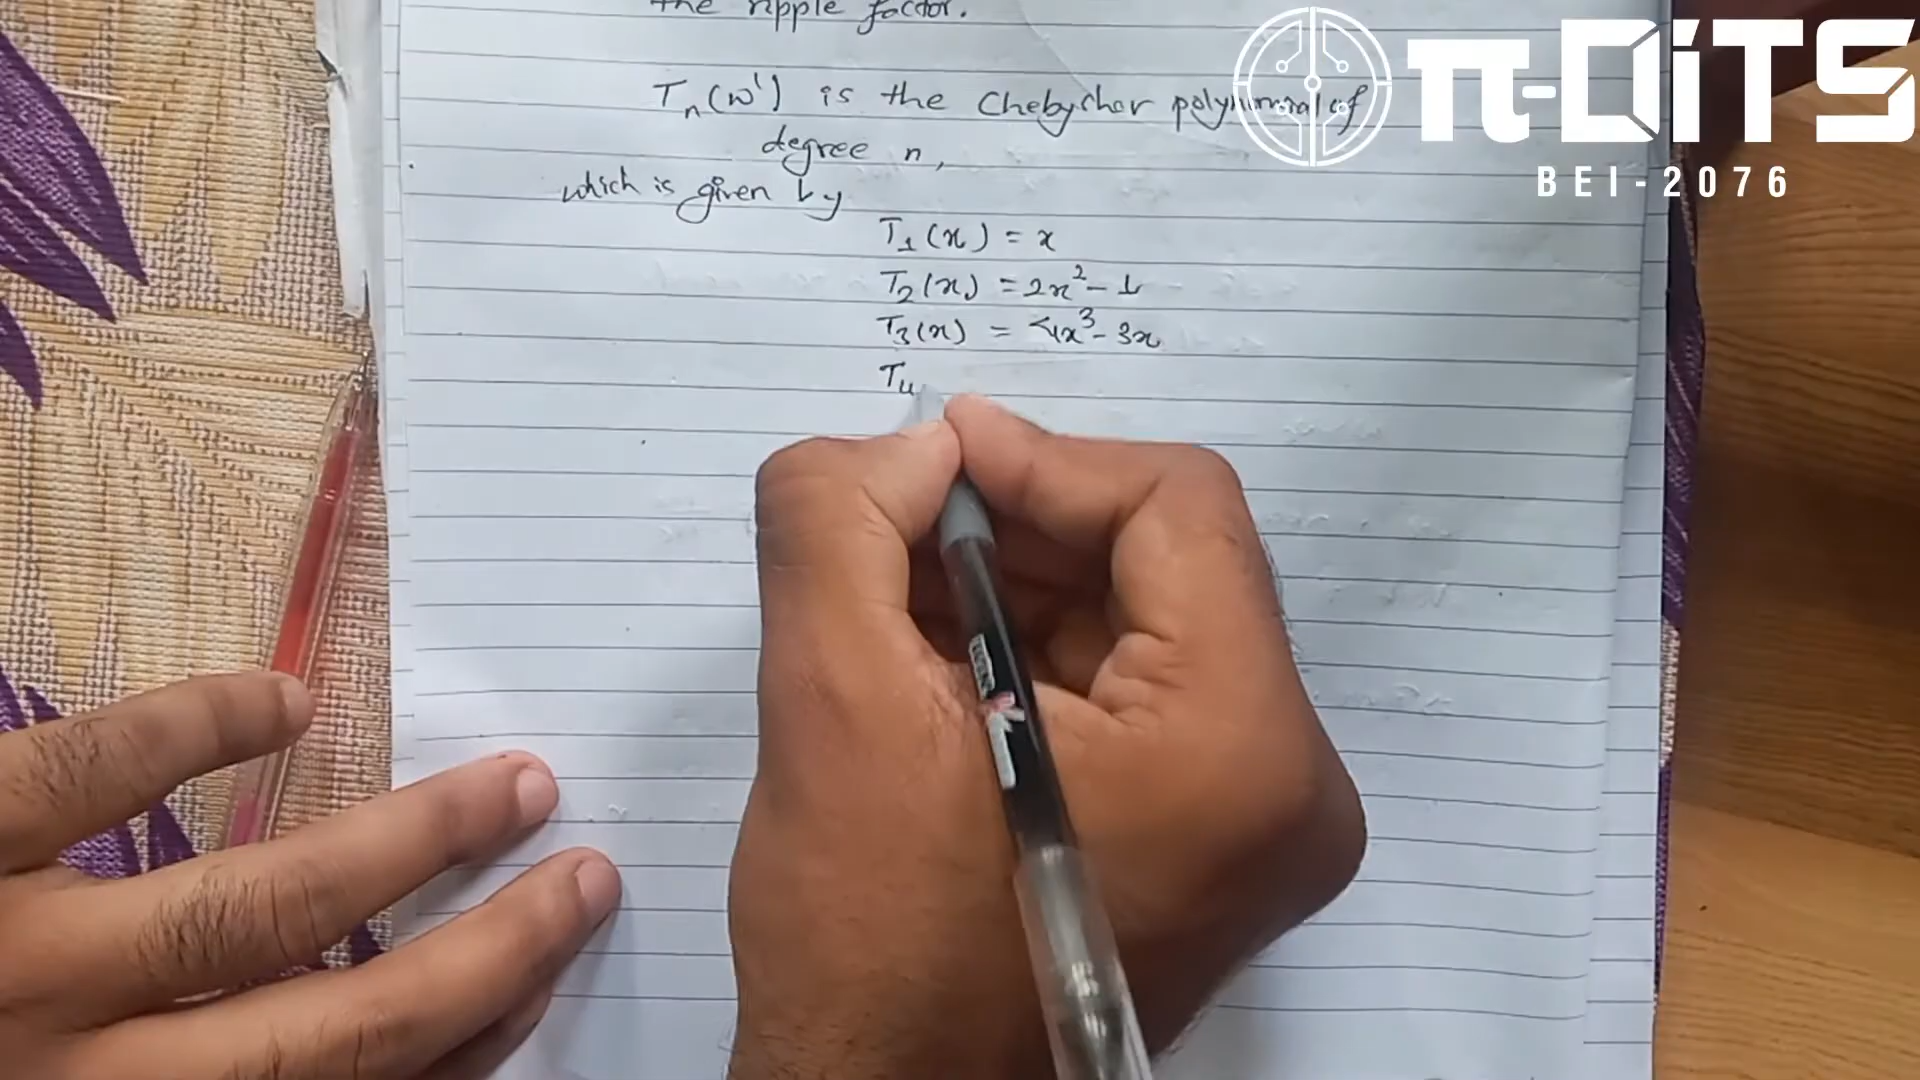 the ripple factor.
π-DiTS
BEI-2076
Tn(w') is the Chebychov polynomial of
degree n,
which is given by
T1(x) = x
T2(x) = 2x² - 1
T3(x) = 4x³ - 3x
T4